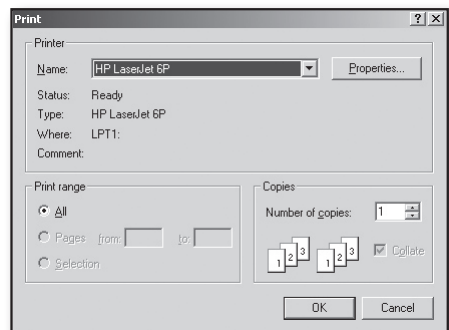 Print
Printer
Name: HP LaserJet 6P Properties...
Status: Ready
Type: HP LaserJet 6P
Where: LPT1:
Comment:
Print range
All
Pages from: to:
Selection
Copies
Number of copies: 1
1 2 3 1 2 3 Collate
OK Cancel